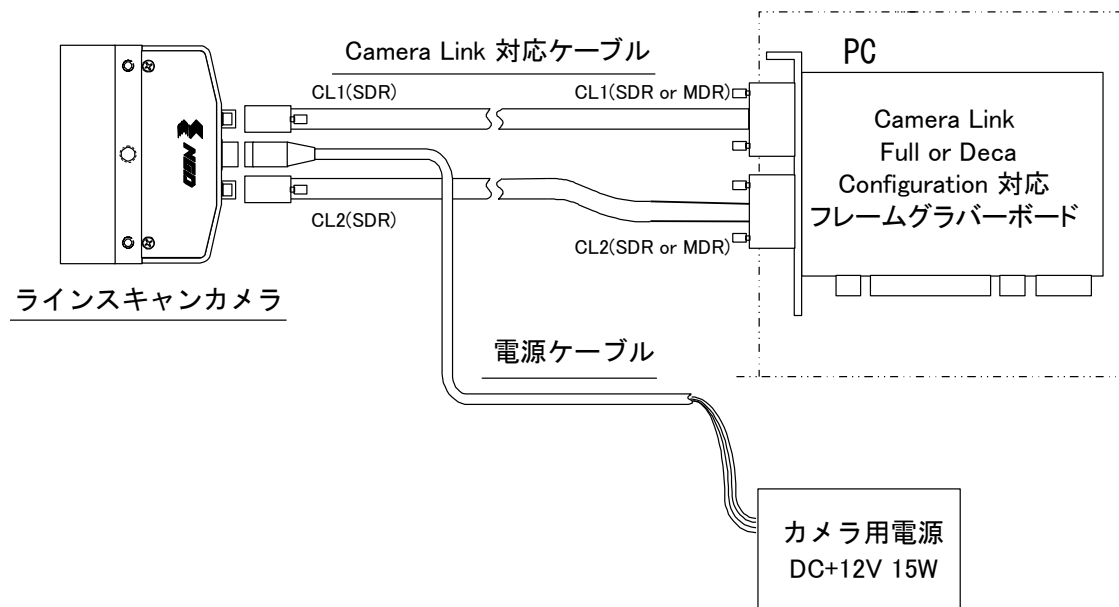 Camera Link 対応ケーブル
PC
CL1(SDR)
CL1(SDR or MDR)
NED
Camera Link
Full or Deca
Configuration 対応
フレームグラバーボード
CL2(SDR)
CL2(SDR or MDR)
ラインスキャンカメラ
電源ケーブル
カメラ用電源
DC+12V 15W